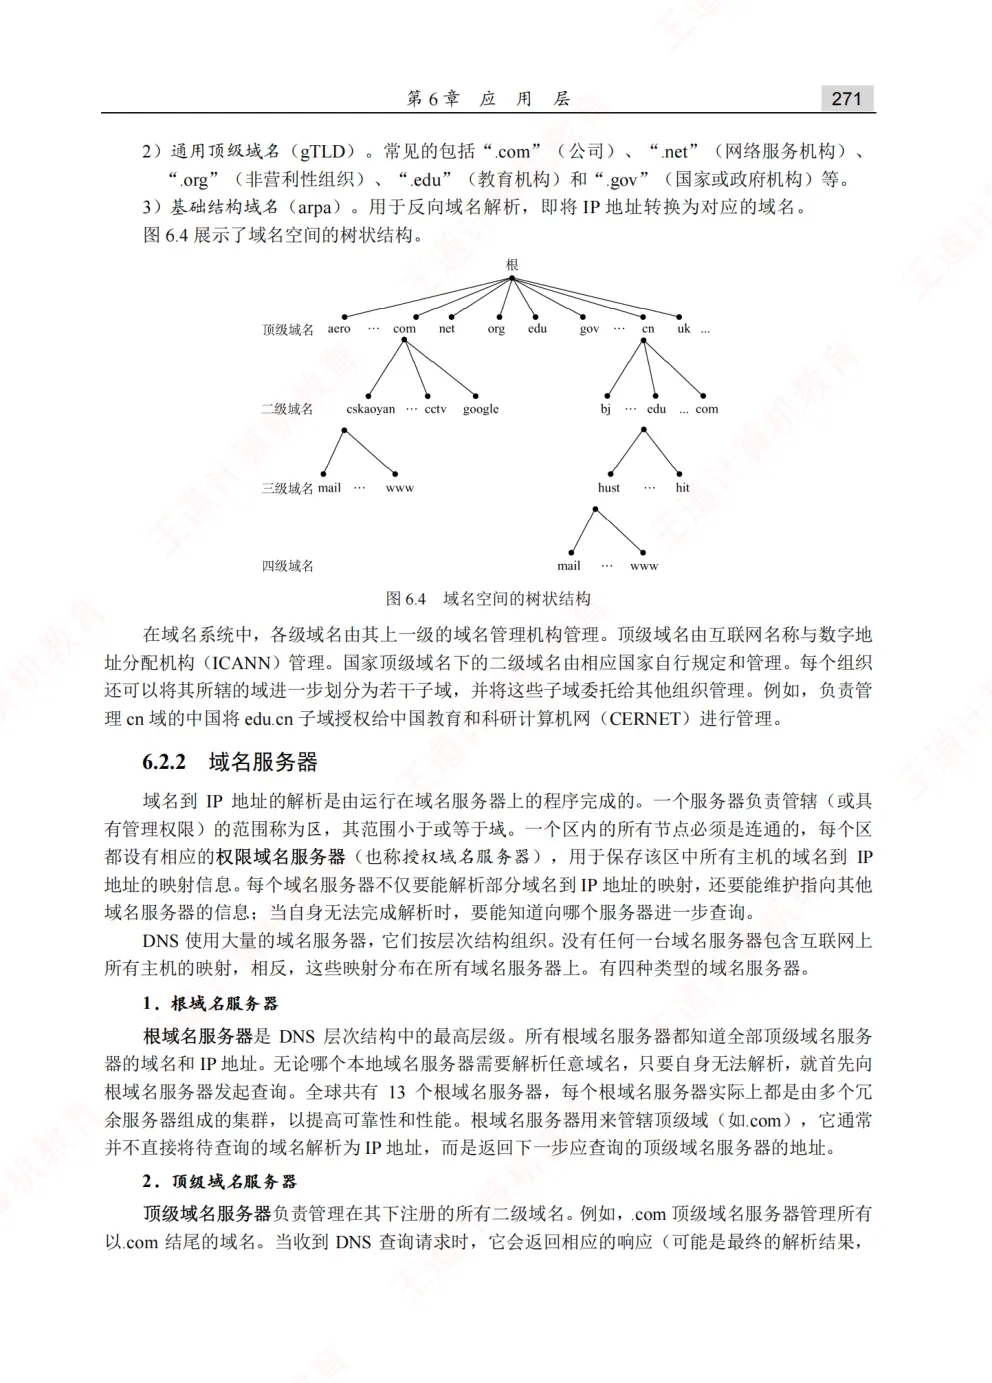 第6章 应 用 层 271
2）通用顶级域名（gTLD）。常见的包括“.com”（公司）、“.net”（网络服务机构）、
“.org”（非营利性组织）、“.edu”（教育机构）和“.gov”（国家或政府机构）等。
3）基础结构域名（arpa）。用于反向域名解析，即将 IP 地址转换为对应的域名。
图 6.4 展示了域名空间的树状结构。
根
顶级域名 aero … com net org edu gov … cn uk ...
二级域名 cskaoyan … cctv google bj … edu ... com
三级域名 mail … www hust … hit
四级域名 mail … www
图 6.4 域名空间的树状结构
在域名系统中，各级域名由其上一级的域名管理机构管理。顶级域名由互联网名称与数字地
址分配机构（ICANN）管理。国家顶级域名下的二级域名由相应国家自行规定和管理。每个组织
还可以将其所辖的域进一步划分为若干子域，并将这些子域委托给其他组织管理。例如，负责管
理 cn 域的中国将 edu.cn 子域授权给中国教育和科研计算机网（CERNET）进行管理。
6.2.2 域名服务器
域名到 IP 地址的解析是由运行在域名服务器上的程序完成的。一个服务器负责管辖（或具
有管理权限）的范围称为区，其范围小于或等于域。一个区内的所有节点必须是连通的，每个区
都设有相应的权限域名服务器（也称授权域名服务器），用于保存该区中所有主机的域名到 IP
地址的映射信息。每个域名服务器不仅要能解析部分域名到 IP 地址的映射，还要能维护指向其他
域名服务器的信息；当自身无法完成解析时，要能知道向哪个服务器进一步查询。
DNS 使用大量的域名服务器，它们按层次结构组织。没有任何一台域名服务器包含互联网上
所有主机的映射，相反，这些映射分布在所有域名服务器上。有四种类型的域名服务器。
1．根域名服务器
根域名服务器是 DNS 层次结构中的最高层级。所有根域名服务器都知道全部顶级域名服务
器的域名和 IP 地址。无论哪个本地域名服务器需要解析任意域名，只要自身无法解析，就首先向
根域名服务器发起查询。全球共有 13 个根域名服务器，每个根域名服务器实际上都是由多个冗
余服务器组成的集群，以提高可靠性和性能。根域名服务器用来管辖顶级域（如.com），它通常
并不直接将待查询的域名解析为 IP 地址，而是返回下一步应查询的顶级域名服务器的地址。
2．顶级域名服务器
顶级域名服务器负责管理在其下注册的所有二级域名。例如，.com 顶级域名服务器管理所有
以.com 结尾的域名。当收到 DNS 查询请求时，它会返回相应的响应（可能是最终的解析结果，
王道计算机教育